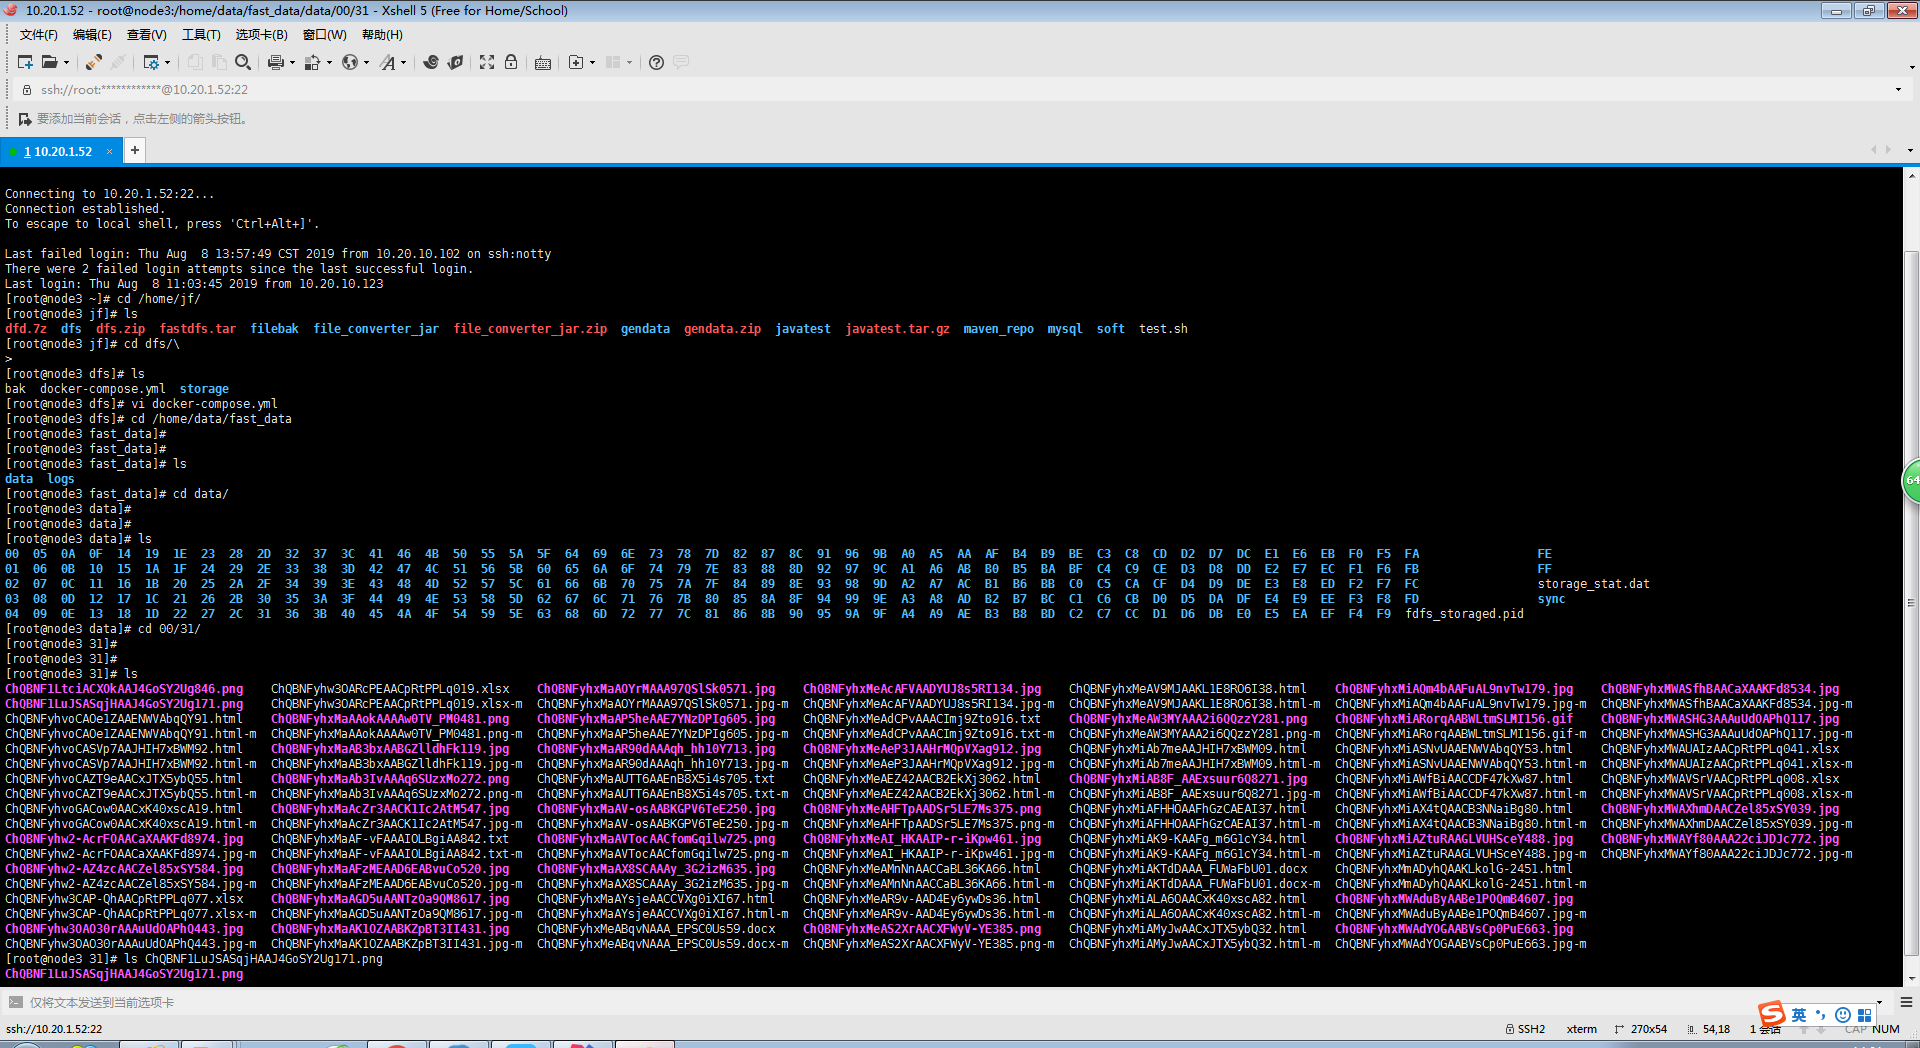 10.20.1.52 - root@node3:/home/data/fast_data/data/00/31 - Xshell 5 (Free for Home/School)
文件(F) 编辑(E) 查看(V) 工具(T) 选项卡(B) 窗口(W) 帮助(H)
ssh://root:************@10.20.1.52:22
要添加当前会话，点击左侧的箭头按钮。
1 10.20.1.52 × +
Connecting to 10.20.1.52:22...
Connection established.
To escape to local shell, press 'Ctrl+Alt+]'.
Last failed login: Thu Aug  8 13:57:49 CST 2019 from 10.20.10.102 on ssh:notty
There were 2 failed login attempts since the last successful login.
Last login: Thu Aug  8 11:03:45 2019 from 10.20.10.123
[root@node3 ~]# cd /home/jf/
[root@node3 jf]# ls
dfd.7z  dfs  dfs.zip  fastdfs.tar  filebak  file_converter_jar  file_converter_jar.zip  gendata  gendata.zip  javatest  javatest.tar.gz  maven_repo  mysql  soft  test.sh
[root@node3 jf]# cd dfs/\
>
[root@node3 dfs]# ls
bak  docker-compose.yml  storage
[root@node3 dfs]# vi docker-compose.yml
[root@node3 dfs]# cd /home/data/fast_data
[root@node3 fast_data]#
[root@node3 fast_data]#
[root@node3 fast_data]# ls
data  logs
[root@node3 fast_data]# cd data/
[root@node3 data]#
[root@node3 data]#
[root@node3 data]# ls
00 05 0A 0F 14 19 1E 23 28 2D 32 37 3C 41 46 4B 50 55 5A 5F 64 69 6E 73 78 7D 82 87 8C 91 96 9B A0 A5 AA AF B4 B9 BE C3 C8 CD D2 D7 DC E1 E6 EB F0 F5 FA FE
01 06 0B 10 15 1A 1F 24 29 2E 33 38 3D 42 47 4C 51 56 5B 60 65 6A 6F 74 79 7E 83 88 8D 92 97 9C A1 A6 AB B0 B5 BA BF C4 C9 CE D3 D8 DD E2 E7 EC F1 F6 FB FF
02 07 0C 11 16 1B 20 25 2A 2F 34 39 3E 43 48 4D 52 57 5C 61 66 6B 70 75 7A 7F 84 89 8E 93 98 9D A2 A7 AC B1 B6 BB C0 C5 CA CF D4 D9 DE E3 E8 ED F2 F7 FC storage_stat.dat
03 08 0D 12 17 1C 21 26 2B 30 35 3A 3F 44 49 4E 53 58 5D 62 67 6C 71 76 7B 80 85 8A 8F 94 99 9E A3 A8 AD B2 B7 BC C1 C6 CB D0 D5 DA DF E4 E9 EE F3 F8 FD sync
04 09 0E 13 18 1D 22 27 2C 31 36 3B 40 45 4A 4F 54 59 5E 63 68 6D 72 77 7C 81 86 8B 90 95 9A 9F A4 A9 AE B3 B8 BD C2 C7 CC D1 D6 DB E0 E5 EA EF F4 F9 fdfs_storaged.pid
[root@node3 data]# cd 00/31/
[root@node3 31]#
[root@node3 31]#
[root@node3 31]# ls
ChQBNF1LtciACXOkAAJ4GoSY2Ug846.png ChQBNFyhw3OARcPEAACpRtPPLq019.xlsx ChQBNFyhxMaAOYrMAAA97QSlSk0571.jpg ChQBNFyhxMeAcAFVAADYUJ8s5RI134.jpg ChQBNFyhxMeAV9MJAAKL1E8RO6I38.html ChQBNFyhxMiAQm4bAAFuAL9nvTw179.jpg ChQBNFyhxMWASfhBAACaXAAKFd8534.jpg
ChQBNF1LuJSASqjHAAJ4GoSY2Ug171.png ChQBNFyhw3OARcPEAACpRtPPLq019.xlsx-m ChQBNFyhxMaAOYrMAAA97QSlSk0571.jpg-m ChQBNFyhxMeAcAFVAADYUJ8s5RI134.jpg-m ChQBNFyhxMeAV9MJAAKL1E8RO6I38.html-m ChQBNFyhxMiAQm4bAAFuAL9nvTw179.jpg-m ChQBNFyhxMWASfhBAACaXAAKFd8534.jpg-m
ChQBNFyhvoCAOe1ZAAENWVAbqQY91.html ChQBNFyhxMaAAokAAAAw0TV_PM0481.png ChQBNFyhxMaAP5heAAE7YNzDPIg605.jpg ChQBNFyhxMeAdCPvAAACImj9Zto916.txt ChQBNFyhxMeAW3MYAAA2i6QQzzY281.png ChQBNFyhxMiARorqAABWLtmSLMI156.gif ChQBNFyhxMWASHG3AAAuUdOAPhQ117.jpg
ChQBNFyhvoCAOe1ZAAENWVAbqQY91.html-m ChQBNFyhxMaAAokAAAAw0TV_PM0481.png-m ChQBNFyhxMaAP5heAAE7YNzDPIg605.jpg-m ChQBNFyhxMeAdCPvAAACImj9Zto916.txt-m ChQBNFyhxMeAW3MYAAA2i6QQzzY281.png-m ChQBNFyhxMiARorqAABWLtmSLMI156.gif-m ChQBNFyhxMWASHG3AAAuUdOAPhQ117.jpg-m
ChQBNFyhvoCASVp7AAJHIH7xBWM92.html ChQBNFyhxMaAB3bxAABGZlldhFk119.jpg ChQBNFyhxMaAR90dAAAqh_hh10Y713.jpg ChQBNFyhxMeAeP3JAAHrMQpVXag912.jpg ChQBNFyhxMiAb7meAAJHIH7xBWM09.html ChQBNFyhxMiASNvUAAENWVAbqQY53.html ChQBNFyhxMWAUAIzAACpRtPPLq041.xlsx
ChQBNFyhvoCASVp7AAJHIH7xBWM92.html-m ChQBNFyhxMaAB3bxAABGZlldhFk119.jpg-m ChQBNFyhxMaAR90dAAAqh_hh10Y713.jpg-m ChQBNFyhxMeAeP3JAAHrMQpVXag912.jpg-m ChQBNFyhxMiAb7meAAJHIH7xBWM09.html-m ChQBNFyhxMiASNvUAAENWVAbqQY53.html-m ChQBNFyhxMWAUAIzAACpRtPPLq041.xlsx-m
ChQBNFyhvoCAZT9eAACxJTX5ybQ55.html ChQBNFyhxMaAb3IvAAAq6SUzxMo272.png ChQBNFyhxMaAUTT6AAEnB8X5i4s705.txt ChQBNFyhxMeAEZ42AACB2EkXj3062.html ChQBNFyhxMiAB8F_AAExsuur6Q8271.jpg ChQBNFyhxMiAWfBiAACCDF47kXw87.html ChQBNFyhxMWAVSrVAACpRtPPLq008.xlsx
ChQBNFyhvoCAZT9eAACxJTX5ybQ55.html-m ChQBNFyhxMaAb3IvAAAq6SUzxMo272.png-m ChQBNFyhxMaAUTT6AAEnB8X5i4s705.txt-m ChQBNFyhxMeAEZ42AACB2EkXj3062.html-m ChQBNFyhxMiAB8F_AAExsuur6Q8271.jpg-m ChQBNFyhxMiAWfBiAACCDF47kXw87.html-m ChQBNFyhxMWAVSrVAACpRtPPLq008.xlsx-m
ChQBNFyhvoGACow0AACxK40xscA19.html ChQBNFyhxMaAcZr3AACK1Ic2AtM547.jpg ChQBNFyhxMaAV-osAABKGPV6TeE250.jpg ChQBNFyhxMeAHFTpAADSr5LE7Ms375.png ChQBNFyhxMiAFHHOAAFhGzCAEAI37.html ChQBNFyhxMiAX4tQAACB3NNaiBg80.html ChQBNFyhxMWAXhmDAACZel85xSY039.jpg
ChQBNFyhvoGACow0AACxK40xscA19.html-m ChQBNFyhxMaAcZr3AACK1Ic2AtM547.jpg-m ChQBNFyhxMaAV-osAABKGPV6TeE250.jpg-m ChQBNFyhxMeAHFTpAADSr5LE7Ms375.png-m ChQBNFyhxMiAFHHOAAFhGzCAEAI37.html-m ChQBNFyhxMiAX4tQAACB3NNaiBg80.html-m ChQBNFyhxMWAXhmDAACZel85xSY039.jpg-m
ChQBNFyhw2-AcrFOAACaXAAKFd8974.jpg ChQBNFyhxMaAF-vFAAAIOLBgiAA842.txt ChQBNFyhxMaAVTocAACfomGqilw725.png ChQBNFyhxMeAI_HKAAIP-r-iKpw461.jpg ChQBNFyhxMiAK9-KAAFg_m6G1cY34.html ChQBNFyhxMiAZtuRAAGLVUHSceY488.jpg ChQBNFyhxMWAYf80AAA22ciJDJc772.jpg
ChQBNFyhw2-AcrFOAACaXAAKFd8974.jpg-m ChQBNFyhxMaAF-vFAAAIOLBgiAA842.txt-m ChQBNFyhxMaAVTocAACfomGqilw725.png-m ChQBNFyhxMeAI_HKAAIP-r-iKpw461.jpg-m ChQBNFyhxMiAK9-KAAFg_m6G1cY34.html-m ChQBNFyhxMiAZtuRAAGLVUHSceY488.jpg-m ChQBNFyhxMWAYf80AAA22ciJDJc772.jpg-m
ChQBNFyhw2-AZ4zcAACZel85xSY584.jpg ChQBNFyhxMaAFzMEAAD6EABvuCo520.jpg ChQBNFyhxMaAX8SCAAAy_3G2izM635.jpg ChQBNFyhxMeAMnNnAACCaBL36KA66.html ChQBNFyhxMiAKTdDAAA_FUWaFbU01.docx ChQBNFyhxMmADyhQAAKLkolG-2451.html
ChQBNFyhw2-AZ4zcAACZel85xSY584.jpg-m ChQBNFyhxMaAFzMEAAD6EABvuCo520.jpg-m ChQBNFyhxMaAX8SCAAAy_3G2izM635.jpg-m ChQBNFyhxMeAMnNnAACCaBL36KA66.html-m ChQBNFyhxMiAKTdDAAA_FUWaFbU01.docx-m ChQBNFyhxMmADyhQAAKLkolG-2451.html-m
ChQBNFyhw3CAP-QhAACpRtPPLq077.xlsx ChQBNFyhxMaAGD5uAANTzOa9QM8617.jpg ChQBNFyhxMaAYsjeAACCVXg0iXI67.html ChQBNFyhxMeAR9v-AAD4Ey6ywDs36.html ChQBNFyhxMiALA6OAACxK40xscA82.html ChQBNFyhxMWAduByAABe1POQmB4607.jpg
ChQBNFyhw3CAP-QhAACpRtPPLq077.xlsx-m ChQBNFyhxMaAGD5uAANTzOa9QM8617.jpg-m ChQBNFyhxMaAYsjeAACCVXg0iXI67.html-m ChQBNFyhxMeAR9v-AAD4Ey6ywDs36.html-m ChQBNFyhxMiALA6OAACxK40xscA82.html-m ChQBNFyhxMWAduByAABe1POQmB4607.jpg-m
ChQBNFyhw3OAO30rAAAuUdOAPhQ443.jpg ChQBNFyhxMaAK1OZAABKZpBT3II431.jpg ChQBNFyhxMeABqvNAAA_EPSC0Us59.docx ChQBNFyhxMeAS2XrAACXFWyV-YE385.png ChQBNFyhxMiAMyJwAACxJTX5ybQ32.html ChQBNFyhxMWAdYOGAABVsCp0PuE663.jpg
ChQBNFyhw3OAO30rAAAuUdOAPhQ443.jpg-m ChQBNFyhxMaAK1OZAABKZpBT3II431.jpg-m ChQBNFyhxMeABqvNAAA_EPSC0Us59.docx-m ChQBNFyhxMeAS2XrAACXFWyV-YE385.png-m ChQBNFyhxMiAMyJwAACxJTX5ybQ32.html-m ChQBNFyhxMWAdYOGAABVsCp0PuE663.jpg-m
[root@node3 31]# ls ChQBNF1LuJSASqjHAAJ4GoSY2Ug171.png
ChQBNF1LuJSASqjHAAJ4GoSY2Ug171.png
64
仅将文本发送到当前选项卡
英
ssh://10.20.1.52:22 SSH2 xterm 270x54 54,18 1 会话 CAP NUM